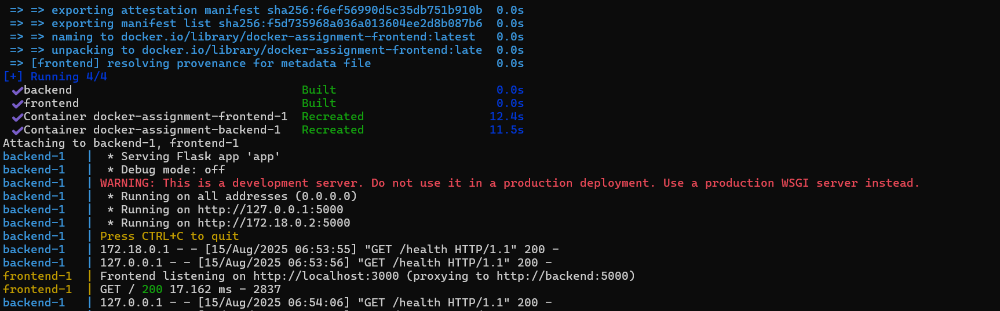 => => exporting attestation manifest sha256:f6ef56990d5c35db751b910b 0.0s
=> => exporting manifest list sha256:f5d735968a036a013604ee2d8b087b6 0.0s
=> => naming to docker.io/library/docker-assignment-frontend:latest 0.0s
=> => unpacking to docker.io/library/docker-assignment-frontend:late 0.0s
=> [frontend] resolving provenance for metadata file 0.0s
[+] Running 4/4
✔backend Built 0.0s
✔frontend Built 0.0s
✔Container docker-assignment-frontend-1 Recreated 12.4s
✔Container docker-assignment-backend-1 Recreated 11.5s
Attaching to backend-1, frontend-1
backend-1 | * Serving Flask app 'app'
backend-1 | * Debug mode: off
backend-1 | WARNING: This is a development server. Do not use it in a production deployment. Use a production WSGI server instead.
backend-1 | * Running on all addresses (0.0.0.0)
backend-1 | * Running on http://127.0.0.1:5000
backend-1 | * Running on http://172.18.0.2:5000
backend-1 | Press CTRL+C to quit
backend-1 | 172.18.0.1 - - [15/Aug/2025 06:53:55] "GET /health HTTP/1.1" 200 -
backend-1 | 127.0.0.1 - - [15/Aug/2025 06:53:56] "GET /health HTTP/1.1" 200 -
frontend-1 | Frontend listening on http://localhost:3000 (proxying to http://backend:5000)
frontend-1 | GET / 200 17.162 ms - 2837
backend-1 | 127.0.0.1 - - [15/Aug/2025 06:54:06] "GET /health HTTP/1.1" 200 -